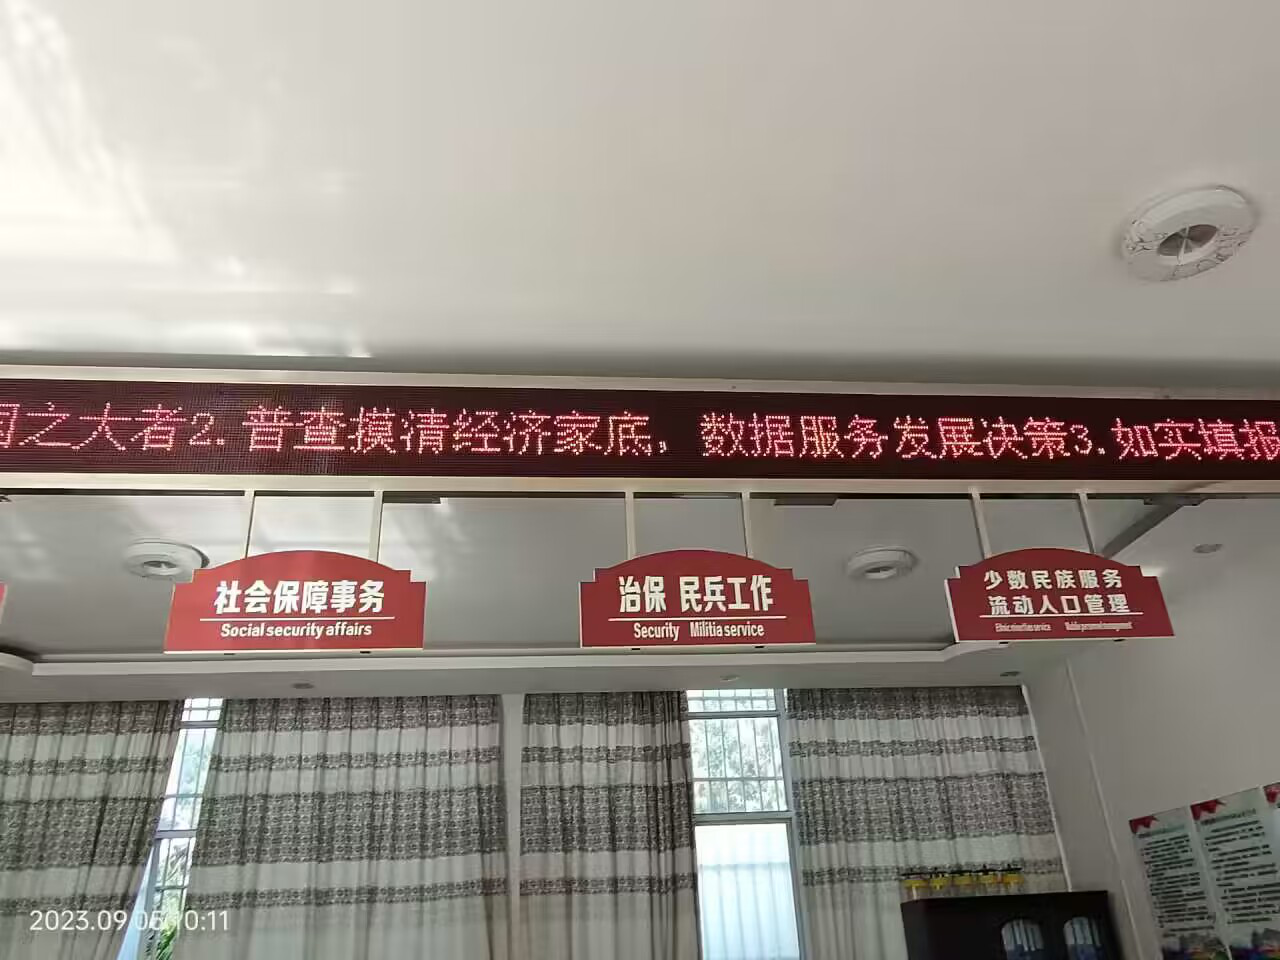 之大者2.普查摸清经济家底，数据服务发展决策3.如实填报
社会保障事务
Social security affairs
治保 民兵工作
Security Militia service
少数民族服务
流动人口管理
2023.09.05 10:11